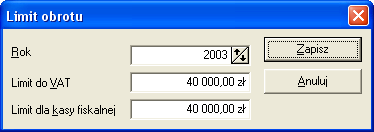 Limit obrotu
Rok 2003 Zapisz
Limit do VAT 40 000,00 zł Anuluj
Limit dla kasy fiskalnej 40 000,00 zł